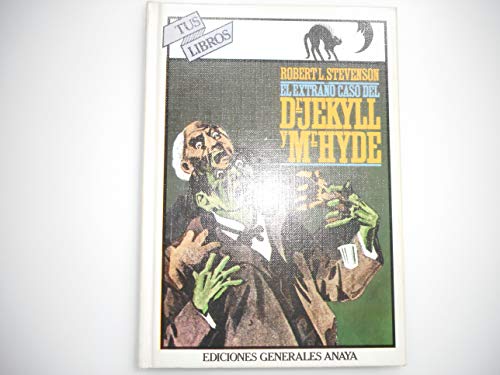 TUS
LIBROS
ROBERT L. STEVENSON
EL EXTRAÑO CASO DEL
Dr. JEKYLL
y Mr. HYDE
EDICIONES GENERALES ANAYA